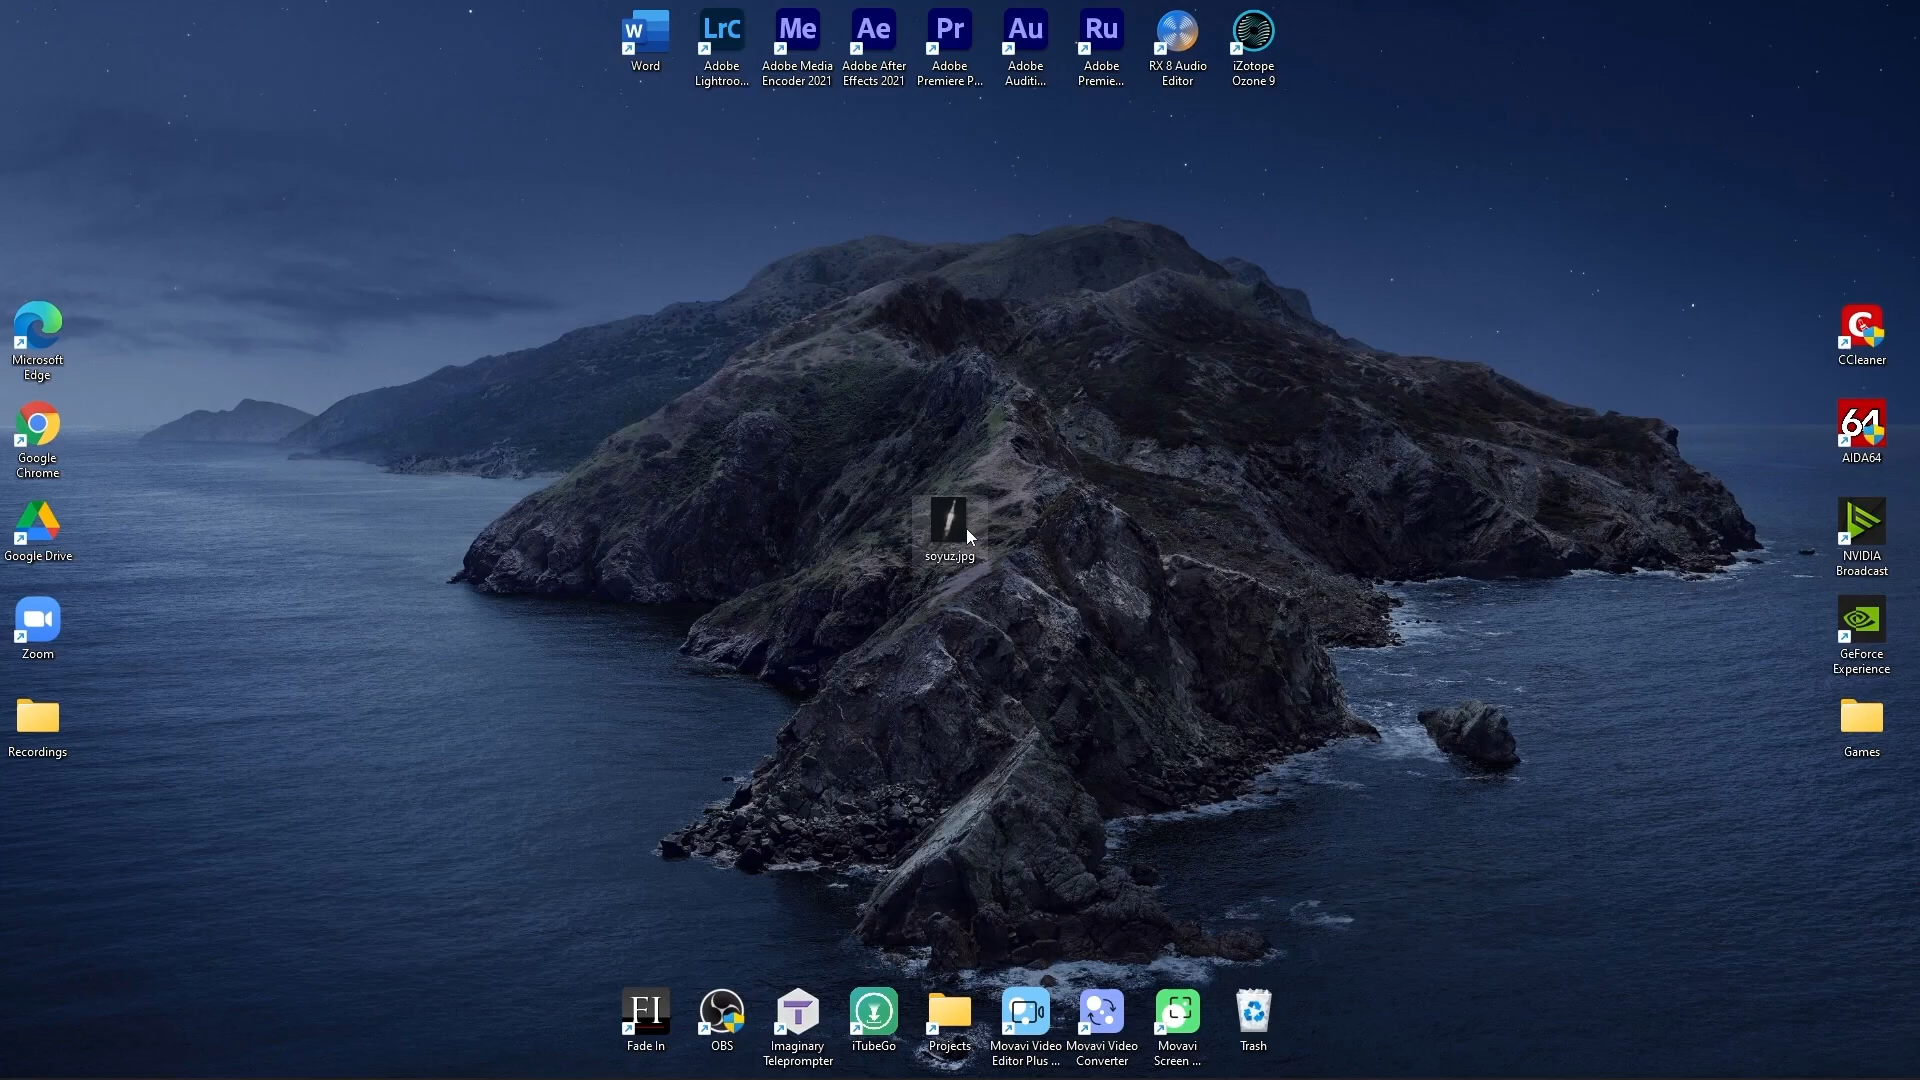 W
LrC
Me
Ae
Pr
Au
Ru
Word
Adobe
Lightroo...
Adobe Media
Encoder 2021
Adobe After
Effects 2021
Adobe
Premiere P...
Adobe
Auditi...
Adobe
Premie...
RX 8 Audio
Editor
iZotope
Ozone 9
Microsoft
Edge
Google
Chrome
Google Drive
Zoom
Recordings
soyuz.jpg
C
CCleaner
64
AIDA64
NVIDIA
Broadcast
GeForce
Experience
Games
FI
T
Fade In
OBS
Imaginary
Teleprompter
iTubeGo
Projects
Movavi Video
Editor Plus ...
Movavi Video
Converter
Movavi
Screen ...
Trash